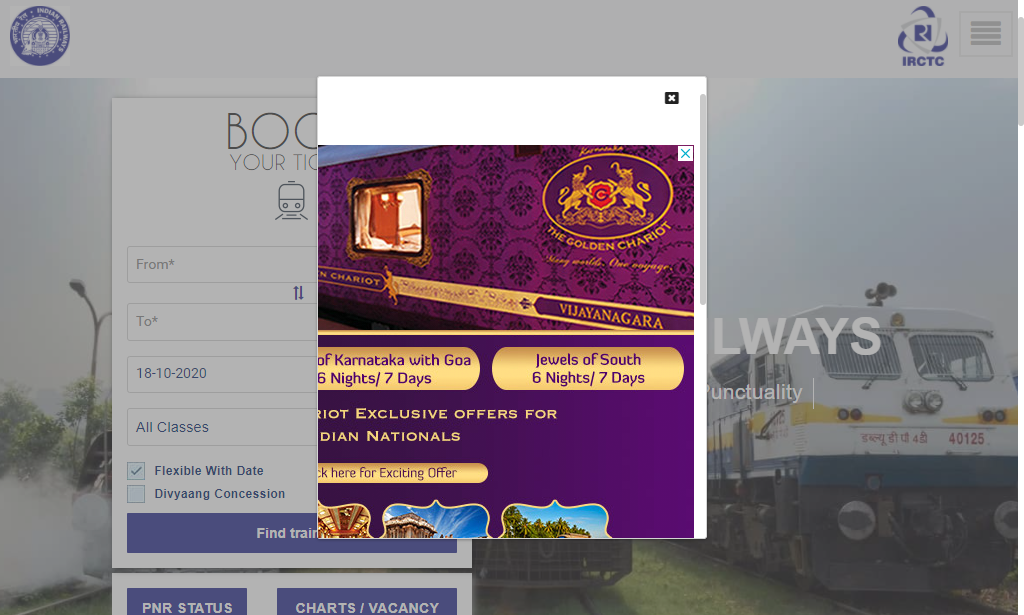 IRCTC
BOO
YOUR TIC
From*
To*
18-10-2020
All Classes
Flexible With Date
Divyaang Concession
Find train
PNR STATUS
CHARTS / VACANCY
Karnataka
THE GOLDEN CHARIOT
Many worlds. One voyage.
EN CHARIOT
VIJAYANAGARA
of Karnataka with Goa
6 Nights/ 7 Days
Jewels of South
6 Nights/ 7 Days
RIOT EXCLUSIVE OFFERS FOR
DIAN NATIONALS
ck here for Exciting Offer
LWAYS
Punctuality
डब्ल्यू डी पी 4डी 40125